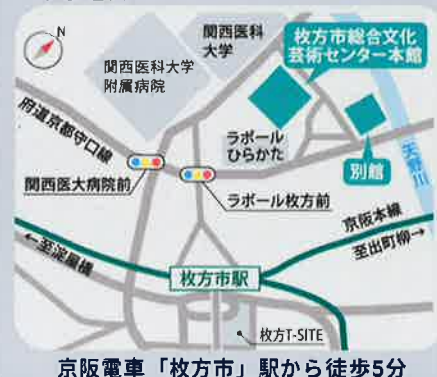 N
関西医科
大学
枚方市総合文化
芸術センター本館
関西医科大学
附属病院
府道京都守口線
ラポール
ひらかた
別館
天野川
関西医大病院前
ラポール枚方前
京阪本線
至出町柳→
←至淀屋橋
枚方市駅
枚方T-SITE
京阪電車「枚方市」駅から徒歩5分